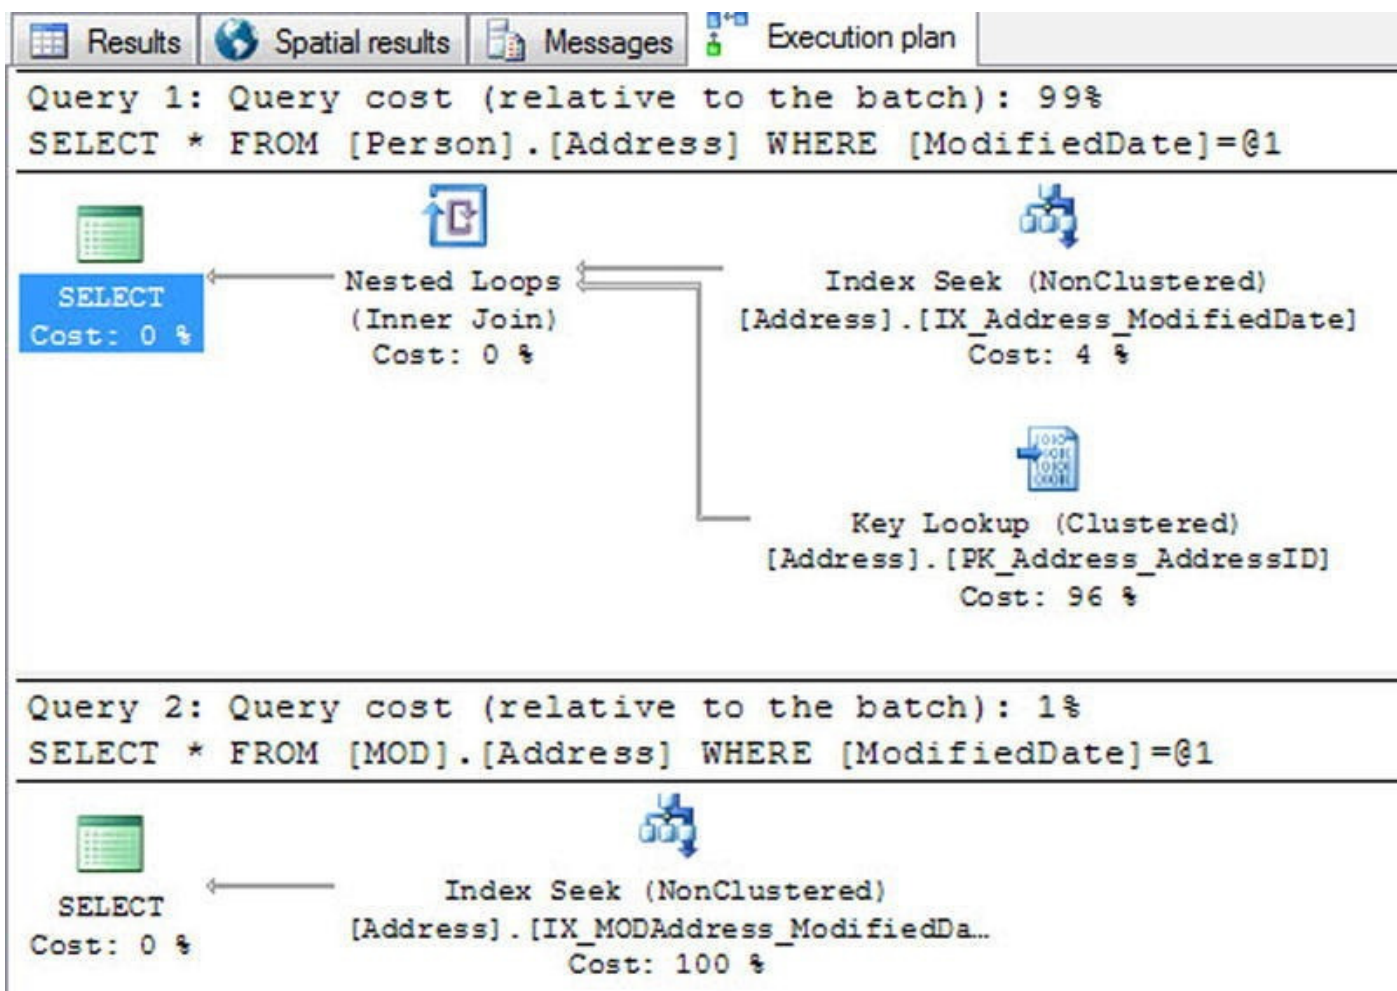 Results Spatial results Messages Execution plan
Query 1: Query cost (relative to the batch): 99%
SELECT * FROM [Person].[Address] WHERE [ModifiedDate]=@1
SELECT
Cost: 0 %
Nested Loops
(Inner Join)
Cost: 0 %
Index Seek (NonClustered)
[Address].[IX_Address_ModifiedDate]
Cost: 4 %
Key Lookup (Clustered)
[Address].[PK_Address_AddressID]
Cost: 96 %
Query 2: Query cost (relative to the batch): 1%
SELECT * FROM [MOD].[Address] WHERE [ModifiedDate]=@1
SELECT
Cost: 0 %
Index Seek (NonClustered)
[Address].[IX_MODAddress_ModifiedDa…
Cost: 100 %